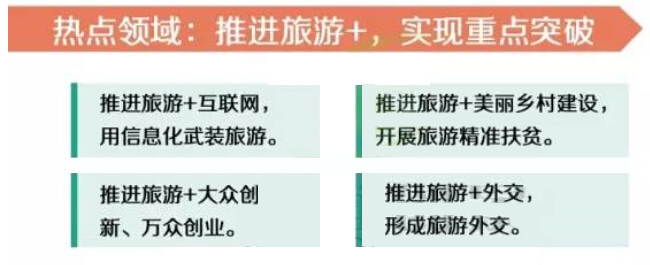 热点领域：推进旅游+，实现重点突破
推进旅游+互联网，
用信息化武装旅游。
推进旅游+美丽乡村建设，
开展旅游精准扶贫。
推进旅游+大众创
新、万众创业。
推进旅游+外交，
形成旅游外交。